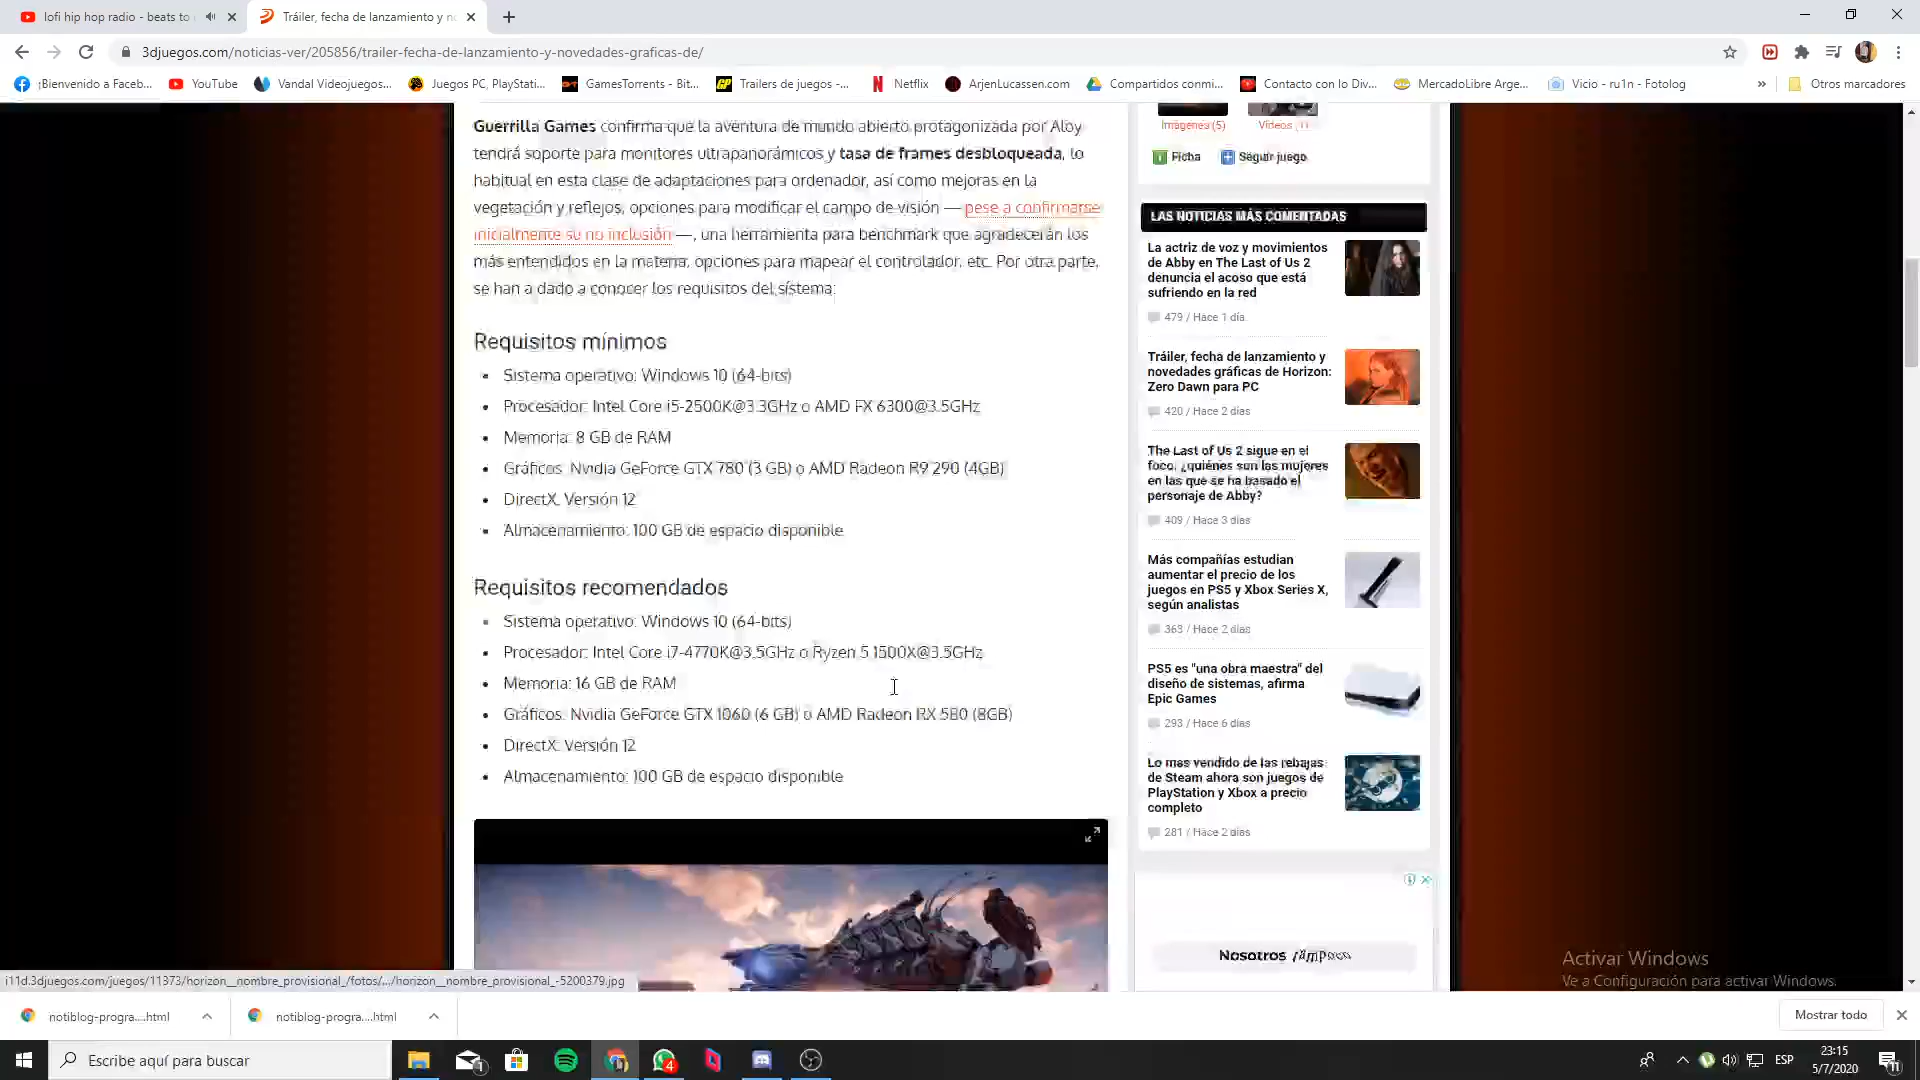 lofi hip hop radio - beats to
Tráiler, fecha de lanzamiento y no
3djuegos.com/noticias-ver/205856/trailer-fecha-de-lanzamiento-y-novedades-graficas-de/
¡Bienvenido a Faceb...
YouTube
Vandal Videojuegos...
Juegos PC, PlayStati...
GamesTorrents - Bit...
Trailers de juegos -...
Netflix
ArjenLucassen.com
Compartidos conmi...
Contacto con lo Div...
MercadoLibre Arge...
Vicio - ru1n - Fotolog
»
Otros marcadores
Guerrilla Games confirma que la aventura de mundo abierto protagonizada por Aloy
tendrá soporte para monitores ultrapanorámicos y tasa de frames desbloqueada, lo
habitual en esta clase de adaptaciones para ordenador, así como mejoras en la
vegetación y reflejos, opciones para modificar el campo de visión — pese a confirmarse
inicialmente su no inclusión —, una herramienta para benchmark que agradecerán los
más entendidos en la materia, opciones para mapear el controlador, etc. Por otra parte,
se han a dado a conocer los requisitos del sistema:
Requisitos mínimos
Sistema operativo: Windows 10 (64-bits)
Procesador: Intel Core i5-2500K@3.3GHz o AMD FX 6300@3.5GHz
Memoria: 8 GB de RAM
Gráficos: Nvidia GeForce GTX 780 (3 GB) o AMD Radeon R9 290 (4GB)
DirectX: Versión 12
Almacenamiento: 100 GB de espacio disponible
Requisitos recomendados
Sistema operativo: Windows 10 (64-bits)
Procesador: Intel Core i7-4770K@3.5GHz o Ryzen 5 1500X@3.5GHz
Memoria: 16 GB de RAM
Gráficos: Nvidia GeForce GTX 1060 (6 GB) o AMD Radeon RX 580 (8GB)
DirectX: Versión 12
Almacenamiento: 100 GB de espacio disponible
Imágenes (5)
Vídeos (1)
Ficha
Seguir juego
LAS NOTICIAS MÁS COMENTADAS
La actriz de voz y movimientos
de Abby en The Last of Us 2
denuncia el acoso que está
sufriendo en la red
479 / Hace 1 día
Tráiler, fecha de lanzamiento y
novedades gráficas de Horizon:
Zero Dawn para PC
420 / Hace 2 días
The Last of Us 2 sigue en el
foco, ¿quiénes son las mujeres
en las que se ha basado el
personaje de Abby?
409 / Hace 3 días
Más compañías estudian
aumentar el precio de los
juegos en PS5 y Xbox Series X,
según analistas
363 / Hace 2 días
PS5 es "una obra maestra" del
diseño de sistemas, afirma
Epic Games
293 / Hace 6 días
Lo mas vendido de las rebajas
de Steam ahora son juegos de
PlayStation y Xbox a precio
completo
281 / Hace 2 días
Nosotros
Activar Windows
Ve a Configuración para activar Windows.
i11d.3djuegos.com/juegos/11373/horizon__nombre_provisional_/fotos/.../horizon__nombre_provisional_-5200379.jpg
notiblog-progra....html
notiblog-progra....html
Mostrar todo
Escribe aquí para buscar
1
4
ESP
23:15
5/7/2020
11